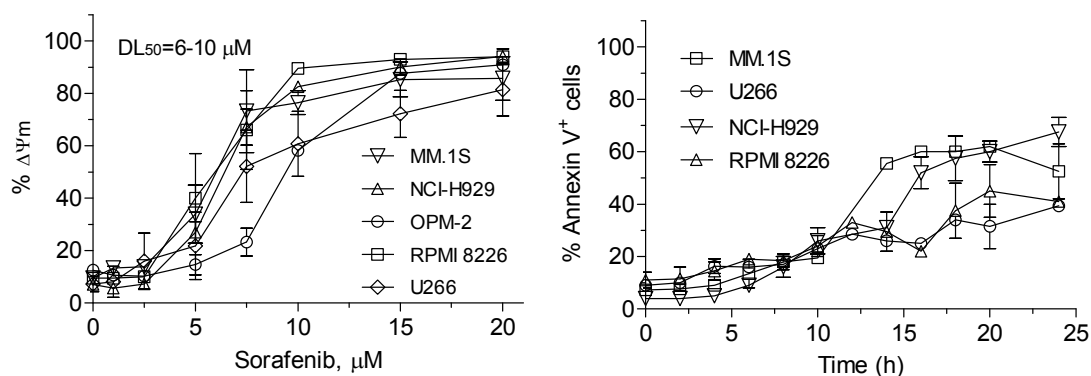 100
80
60
40
20
0
% ΔΨm
DL50=6-10 μM
MM.1S
NCI-H929
OPM-2
RPMI 8226
U266
0 5 10 15 20
Sorafenib, μM
100
80
60
40
20
0
% Annexin V+ cells
MM.1S
U266
NCI-H929
RPMI 8226
0 5 10 15 20 25
Time (h)